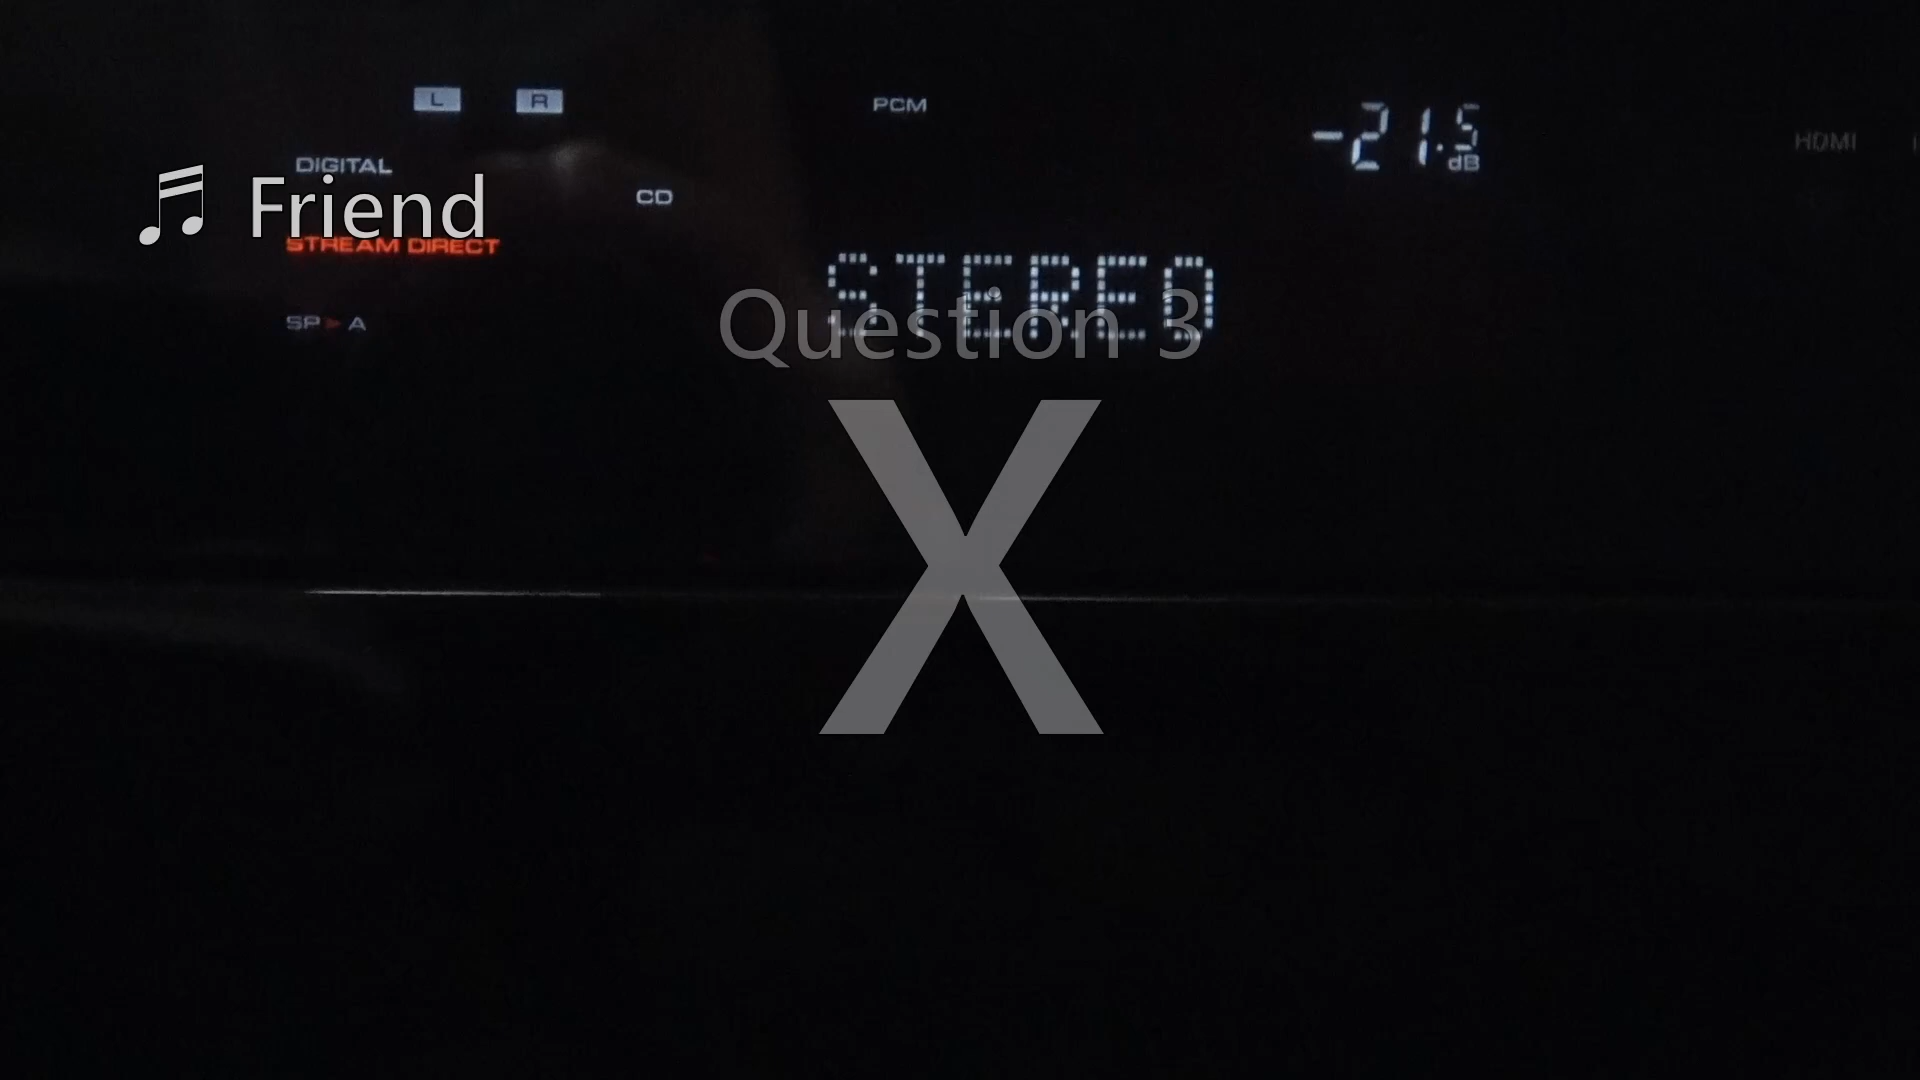 L R
PCM
-21.5 dB
HDMI
DIGITAL
♫ Friend
CD
STREAM DIRECT
STEREO
SP ► A
Question 3
X